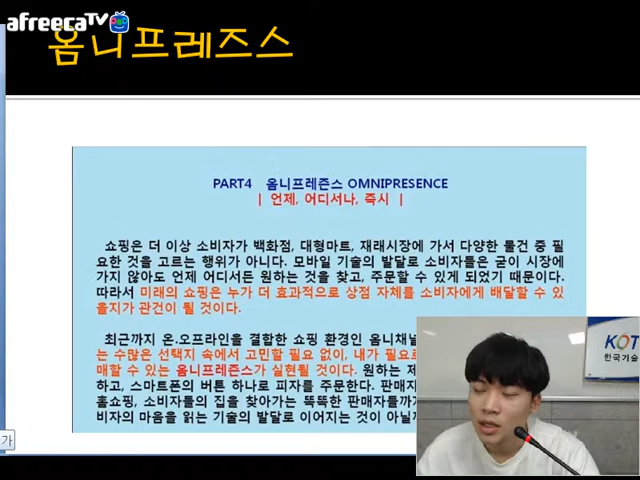 afreecaTV
옴니프레즈스
PART4 옴니프레즌스 OMNIPRESENCE
| 언제, 어디서나, 즉시 |
쇼핑은 더 이상 소비자가 백화점, 대형마트, 재래시장에 가서 다양한 물건 중 필
요한 것을 고르는 행위가 아니다. 모바일 기술의 발달로 소비자들은 굳이 시장에
가지 않아도 언제 어디서든 원하는 것을 찾고, 주문할 수 있게 되었기 때문이다.
따라서 미래의 쇼핑은 누가 더 효과적으로 상점 자체를 소비자에게 배달할 수 있
을지가 관건이 될 것이다.
최근까지 온.오프라인을 결합한 쇼핑 환경인 옴니채널
는 수많은 선택지 속에서 고민할 필요 없이, 내가 필요로
매할 수 있는 옴니프레즌스가 실현될 것이다. 원하는 제
하고, 스마트폰의 버튼 하나로 피자를 주문한다. 판매자
홈쇼핑, 소비자들의 집을 찾아가는 똑똑한 판매자들까지
비자의 마음을 읽는 기술의 발달로 이어지는 것이 아닐까
KOT
한국기술
가